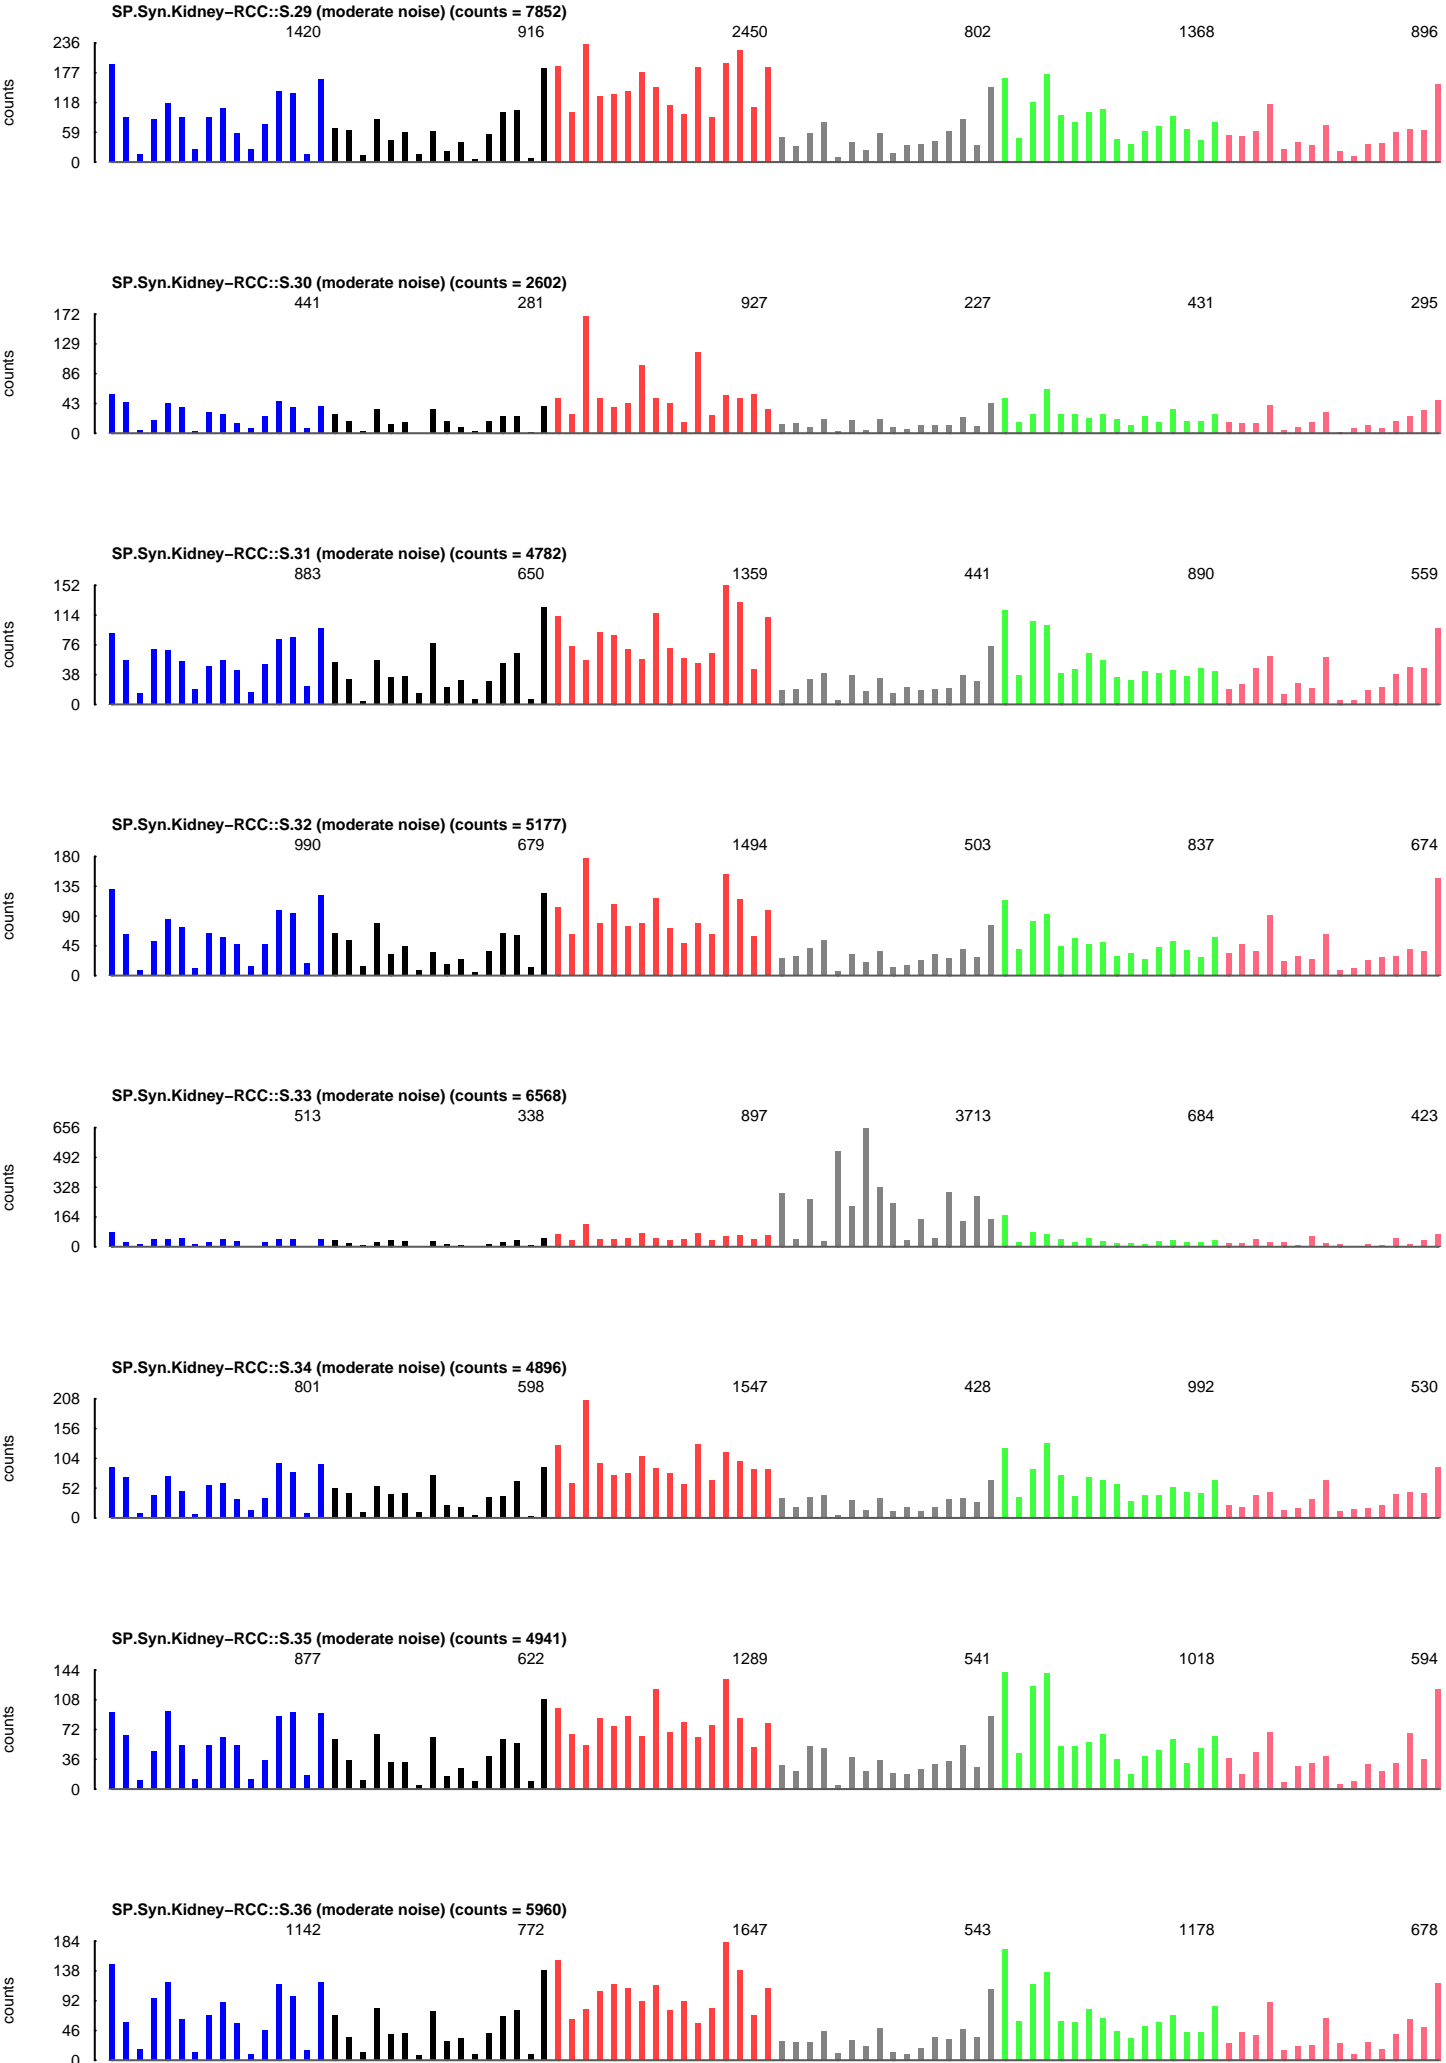 SP.Syn.Kidney−RCC::S.29 (moderate noise) (counts = 7852)
1420 916 2450 802 1368 896
236
177
118
59
0
counts
SP.Syn.Kidney−RCC::S.30 (moderate noise) (counts = 2602)
441 281 927 227 431 295
172
129
86
43
0
counts
SP.Syn.Kidney−RCC::S.31 (moderate noise) (counts = 4782)
883 650 1359 441 890 559
152
114
76
38
0
counts
SP.Syn.Kidney−RCC::S.32 (moderate noise) (counts = 5177)
990 679 1494 503 837 674
180
135
90
45
0
counts
SP.Syn.Kidney−RCC::S.33 (moderate noise) (counts = 6568)
513 338 897 3713 684 423
656
492
328
164
0
counts
SP.Syn.Kidney−RCC::S.34 (moderate noise) (counts = 4896)
801 598 1547 428 992 530
208
156
104
52
0
counts
SP.Syn.Kidney−RCC::S.35 (moderate noise) (counts = 4941)
877 622 1289 541 1018 594
144
108
72
36
0
counts
SP.Syn.Kidney−RCC::S.36 (moderate noise) (counts = 5960)
1142 772 1647 543 1178 678
184
138
92
46
0
counts